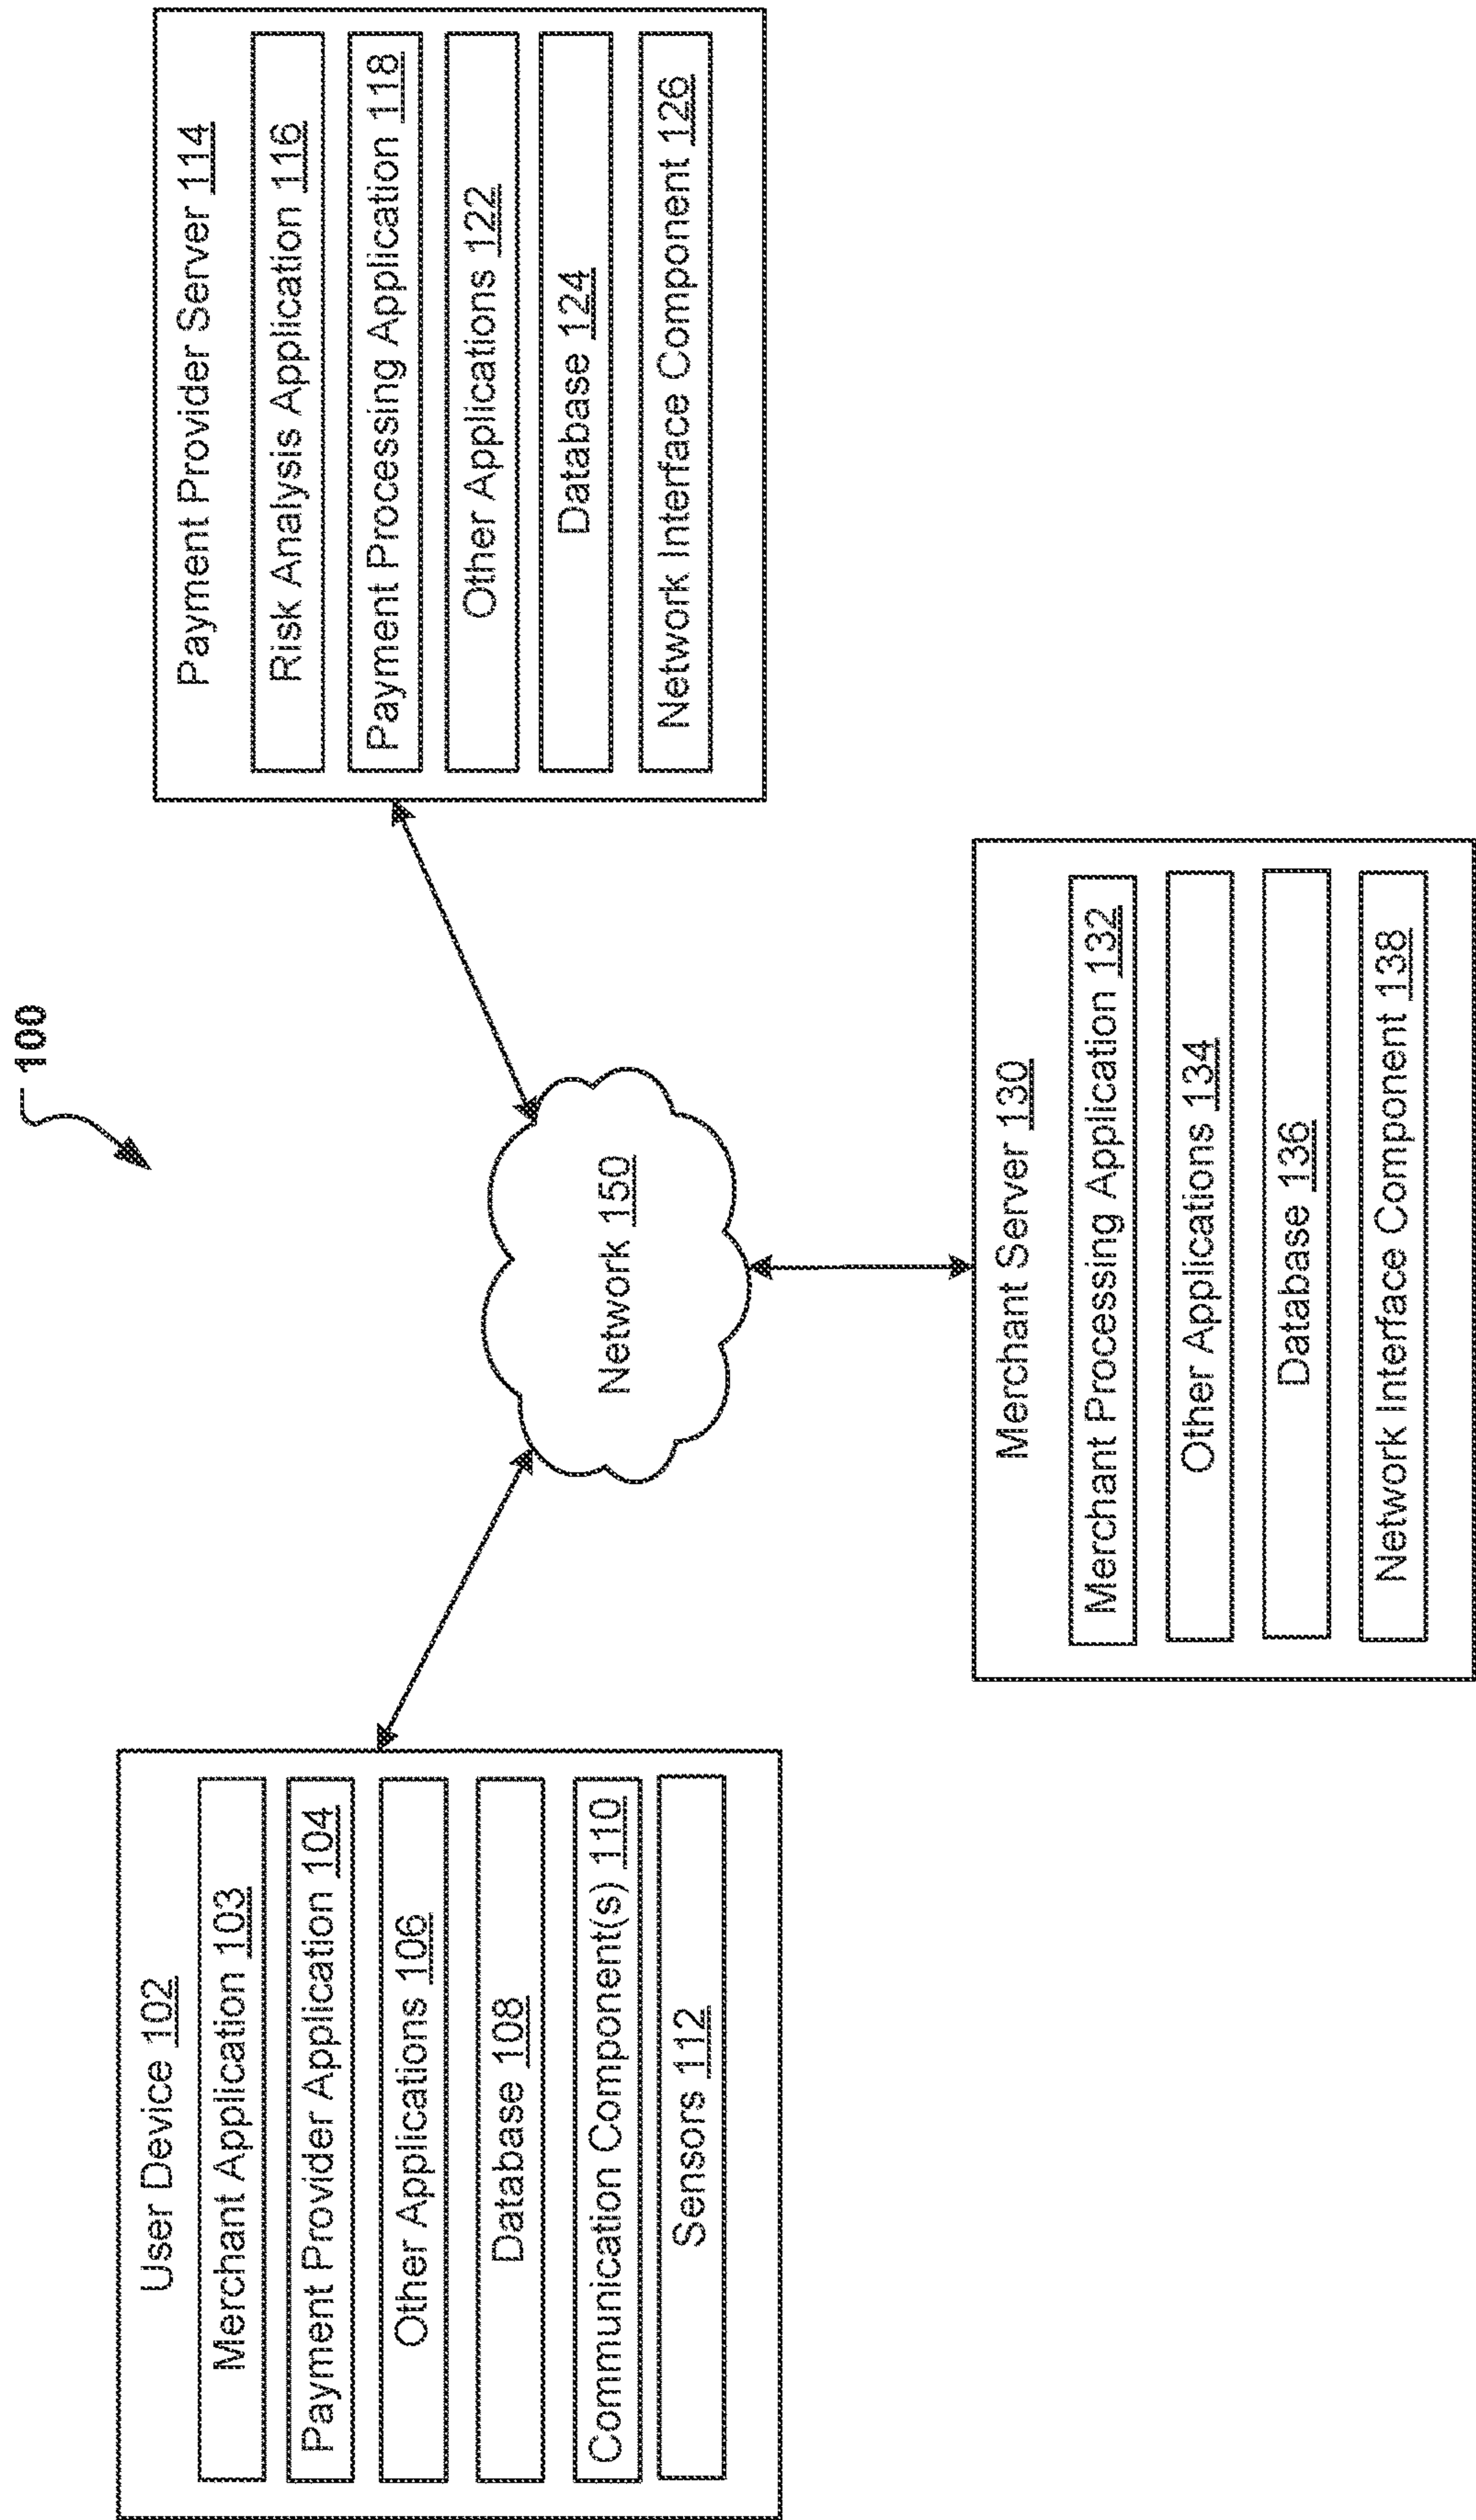 100
User Device 102
Merchant Application 103
Payment Provider Application 104
Other Applications 106
Database 108
Communication Component(s) 110
Sensors 112
Network 150
Payment Provider Server 114
Risk Analysis Application 116
Payment Processing Application 118
Other Applications 122
Database 124
Network Interface Component 126
Merchant Server 130
Merchant Processing Application 132
Other Applications 134
Database 136
Network Interface Component 138